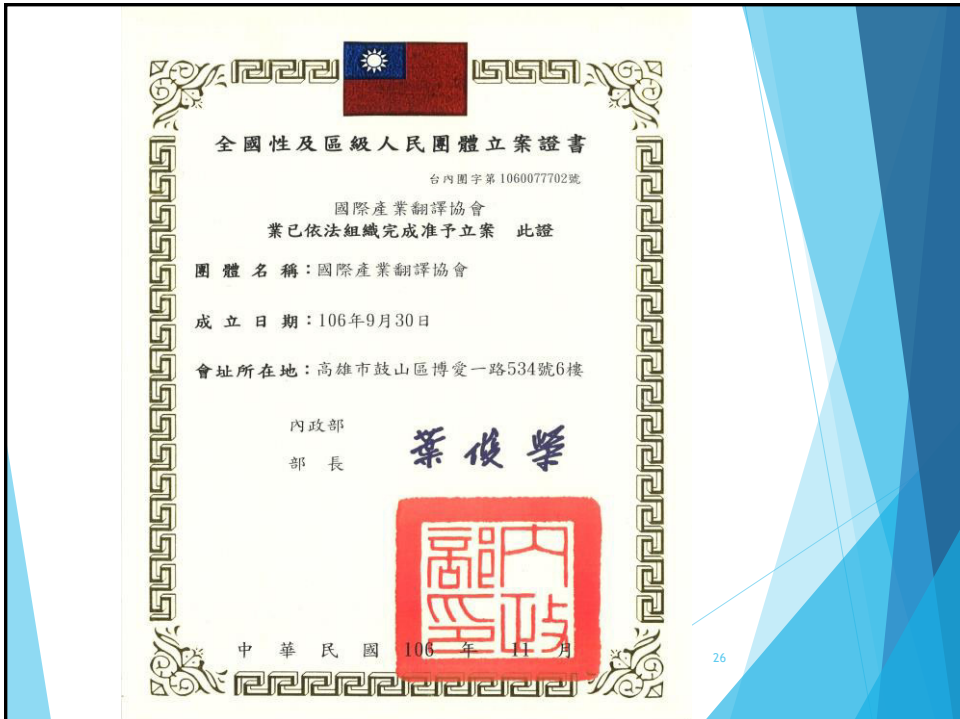 全國性及區級人民團體立案證書
台內團字第1060077702號
國際產業翻譯協會
業已依法組織完成准予立案 此證
團體名稱：國際產業翻譯協會
成立日期：106年9月30日
會址所在地：高雄市鼓山區博愛一路534號6樓
內政部
部 長
葉俊榮
內政部印
中 華 民 國 106 年 11 月
26